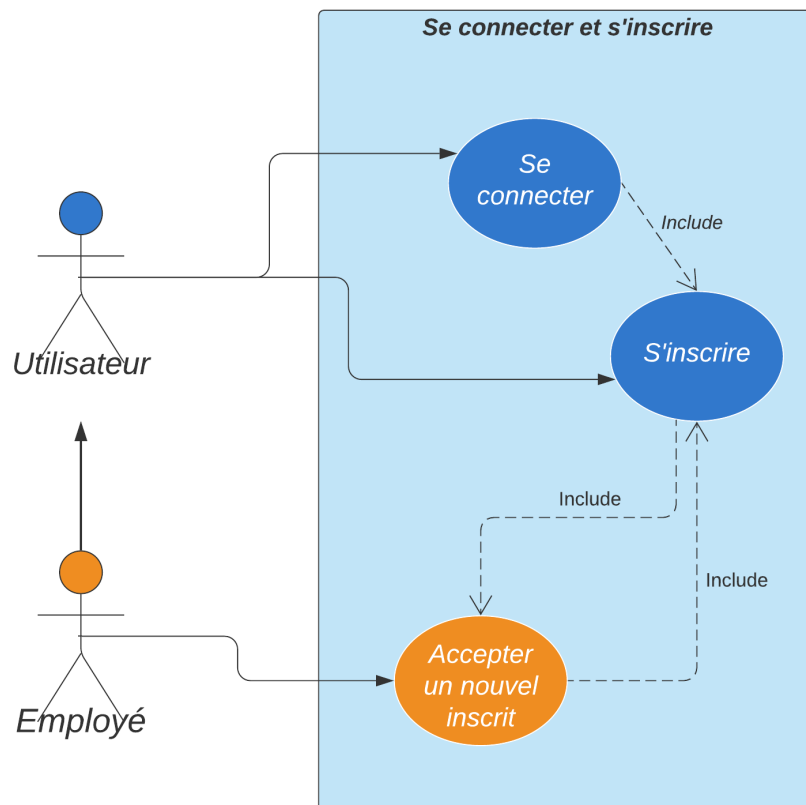 Se connecter et s'inscrire
Se
connecter
Include
S'inscrire
Utilisateur
Include
Include
Accepter
un nouvel
inscrit
Employé